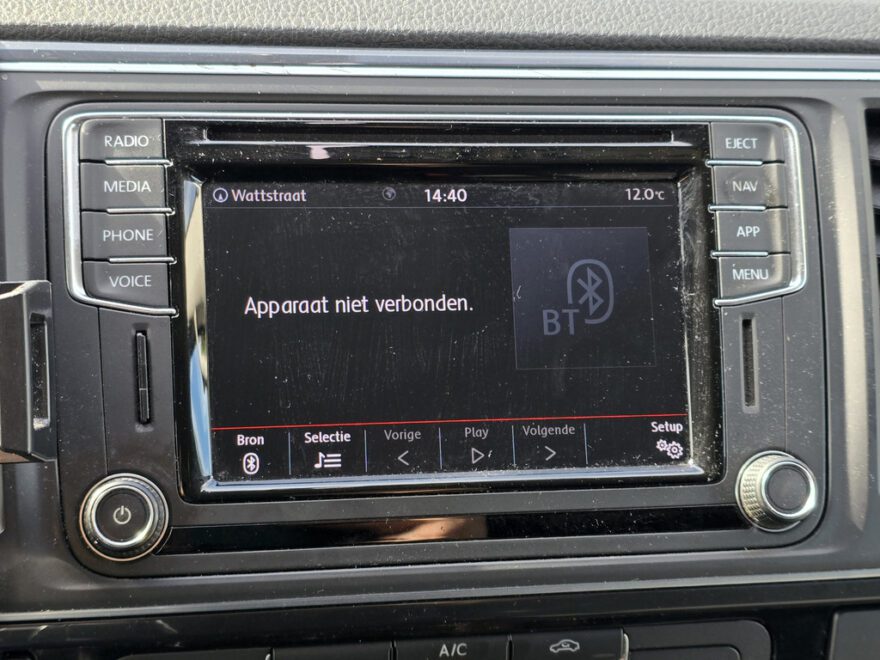 RADIO
MEDIA
PHONE
VOICE
EJECT
NAV
APP
MENU
Wattstraat 14:40 12.0°C
Apparaat niet verbonden.
BT
Bron Selectie Vorige Play Volgende Setup
A/C